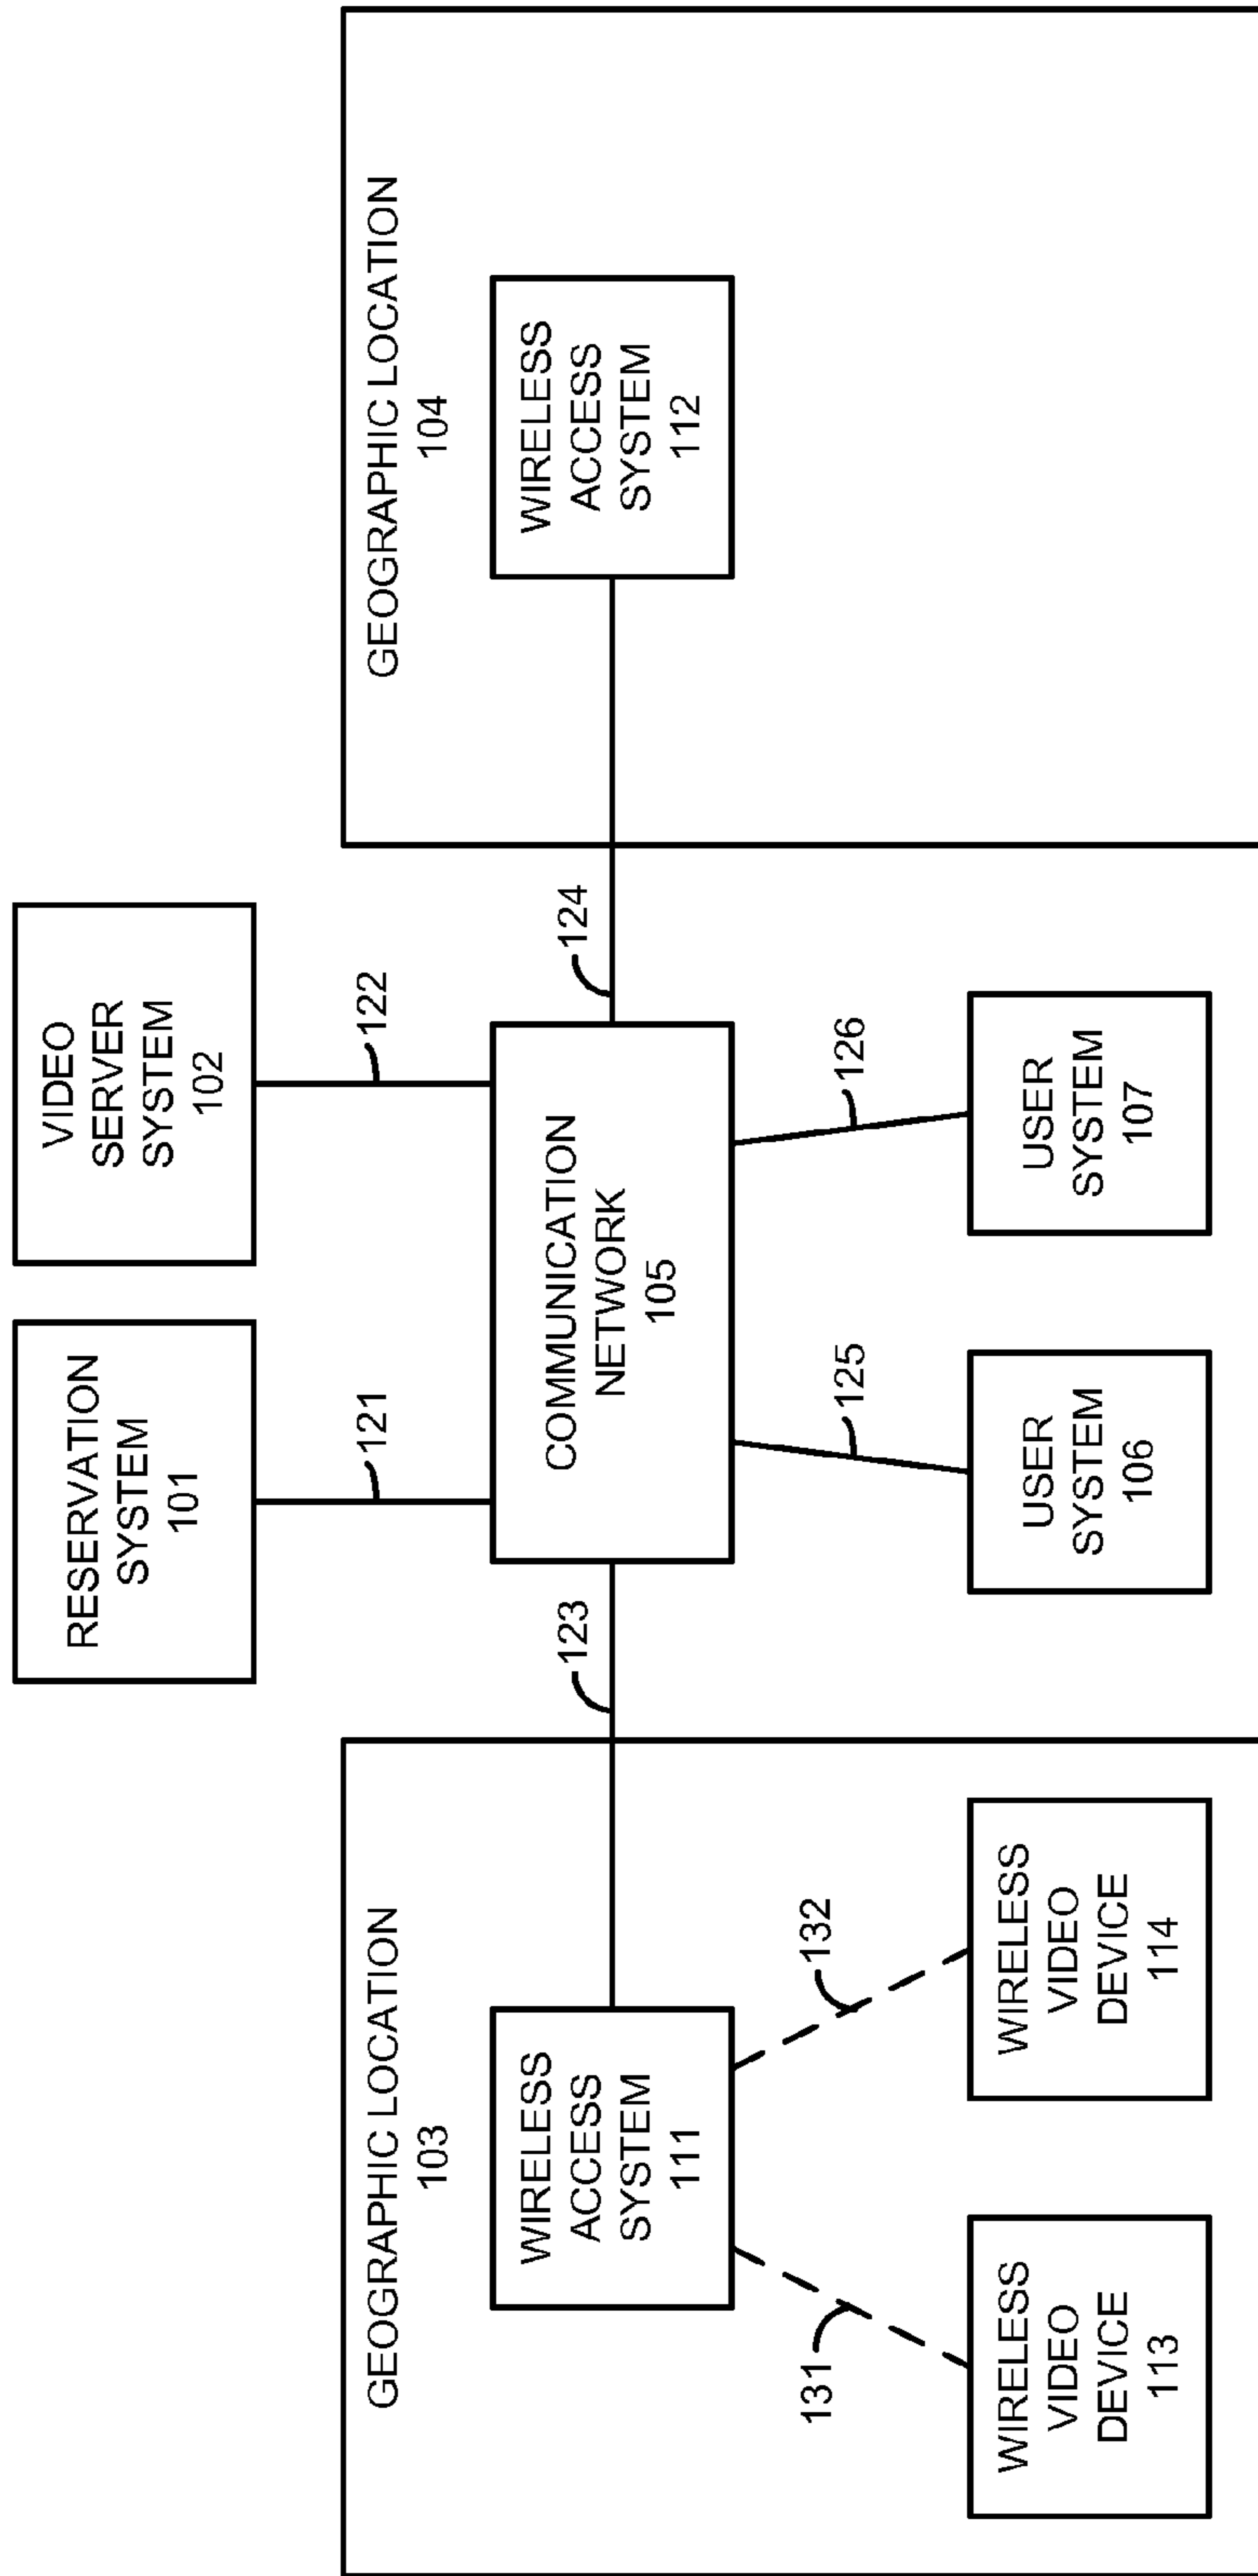 RESERVATION
SYSTEM
101
VIDEO
SERVER
SYSTEM
102
121
122
GEOGRAPHIC LOCATION
103
WIRELESS
ACCESS
SYSTEM
111
131
132
WIRELESS
VIDEO
DEVICE
113
WIRELESS
VIDEO
DEVICE
114
123
COMMUNICATION
NETWORK
105
124
125
126
USER
SYSTEM
106
USER
SYSTEM
107
GEOGRAPHIC LOCATION
104
WIRELESS
ACCESS
SYSTEM
112